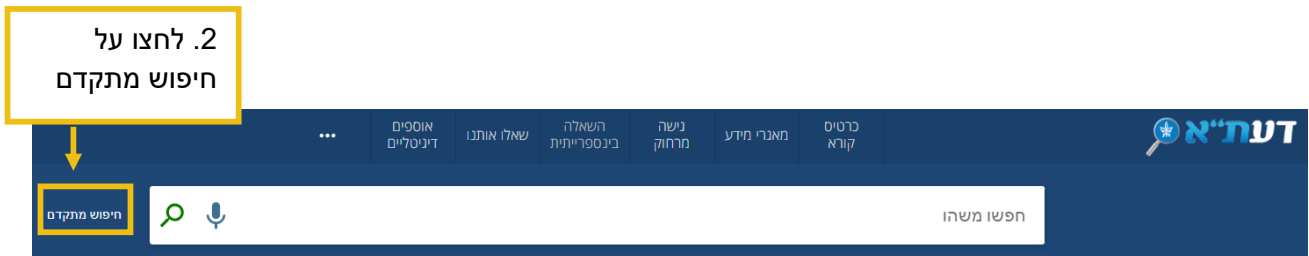 2. לחצו על
חיפוש מתקדם
דעת"א
כרטיס
קורא
מאגרי מידע
גישה
מרחוק
השאלה
בינספרייתית
שאלו אותנו
אוספים
דיגיטליים
•••
חפשו משהו
חיפוש מתקדם